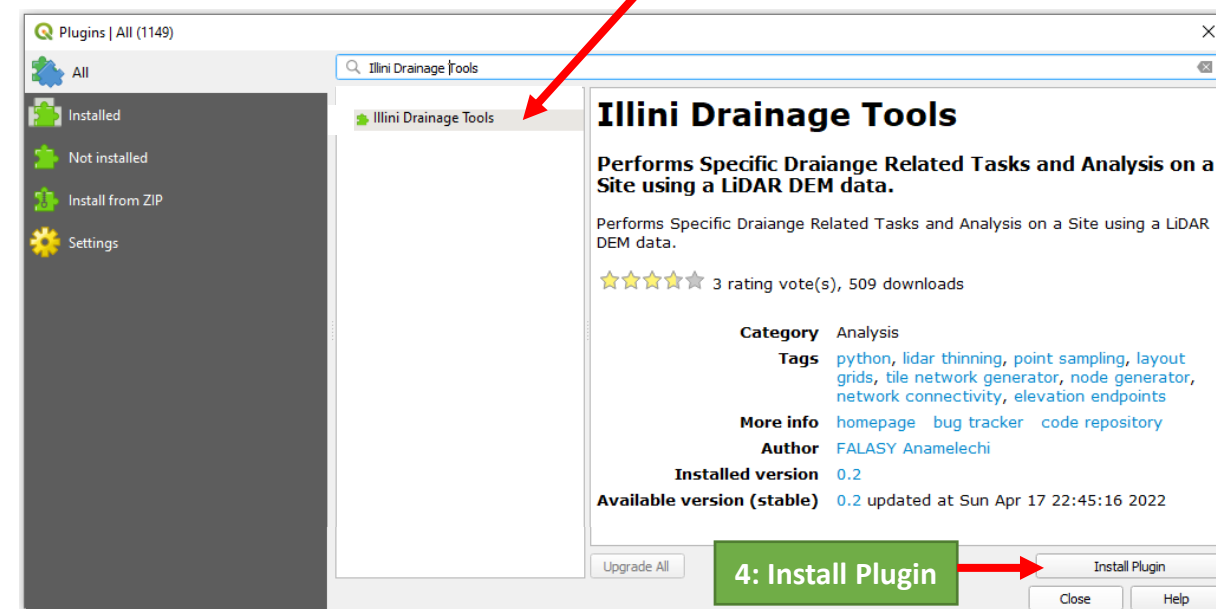 Plugins | All (1149)
All
Illini Drainage Tools
Installed
Not installed
Install from ZIP
Settings
Illini Drainage Tools
Illini Drainage Tools
Performs Specific Draiange Related Tasks and Analysis on a
Site using a LiDAR DEM data.
Performs Specific Draiange Related Tasks and Analysis on a Site using a LiDAR
DEM data.
3 rating vote(s), 509 downloads
Category Analysis
Tags python, lidar thinning, point sampling, layout
grids, tile network generator, node generator,
network connectivity, elevation endpoints
More info homepage bug tracker code repository
Author FALASY Anamelechi
Installed version 0.2
Available version (stable) 0.2 updated at Sun Apr 17 22:45:16 2022
Upgrade All
4: Install Plugin
Install Plugin
Close Help